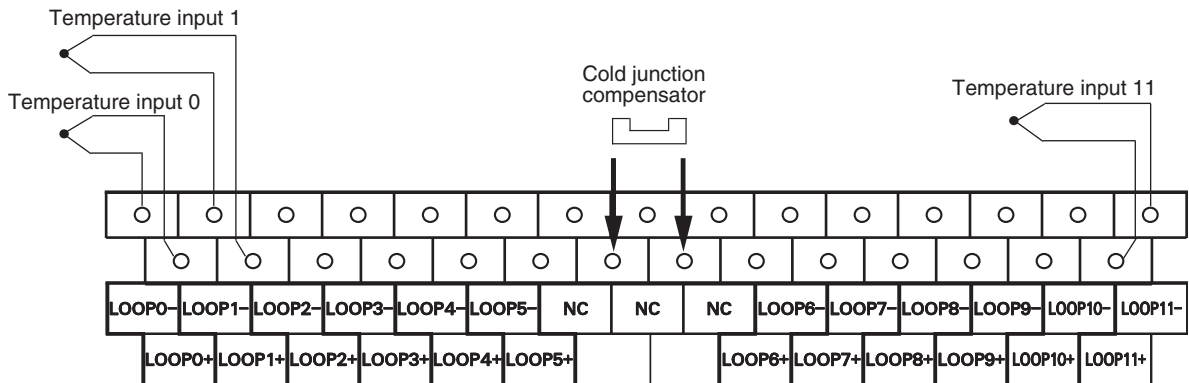 Temperature input 1
Temperature input 0
Cold junction
compensator
Temperature input 11
LOOP0- LOOP1- LOOP2- LOOP3- LOOP4- LOOP5- NC NC NC LOOP6- LOOP7- LOOP8- LOOP9- LOOP10- LOOP11-
LOOP0+ LOOP1+ LOOP2+ LOOP3+ LOOP4+ LOOP5+ LOOP6+ LOOP7+ LOOP8+ LOOP9+ LOOP10+ LOOP11+